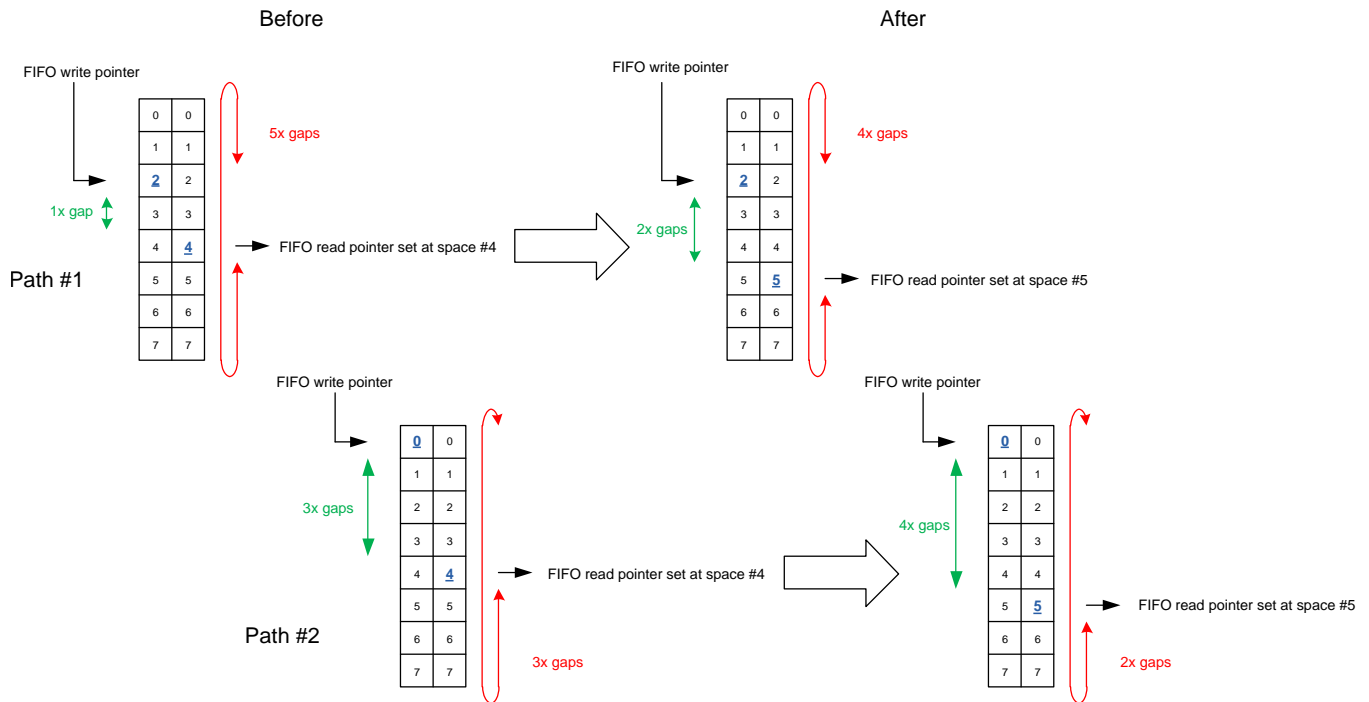 Before
After
FIFO write pointer
FIFO write pointer
0 0
1 1
2 2
3 3
4 4
5 5
6 6
7 7
5x gaps
1x gap
FIFO read pointer set at space #4
Path #1
0 0
1 1
2 2
3 3
4 4
5 5
6 6
7 7
4x gaps
2x gaps
FIFO read pointer set at space #5
FIFO write pointer
FIFO write pointer
0 0
1 1
2 2
3 3
4 4
5 5
6 6
7 7
3x gaps
FIFO read pointer set at space #4
Path #2
3x gaps
0 0
1 1
2 2
3 3
4 4
5 5
6 6
7 7
4x gaps
FIFO read pointer set at space #5
2x gaps